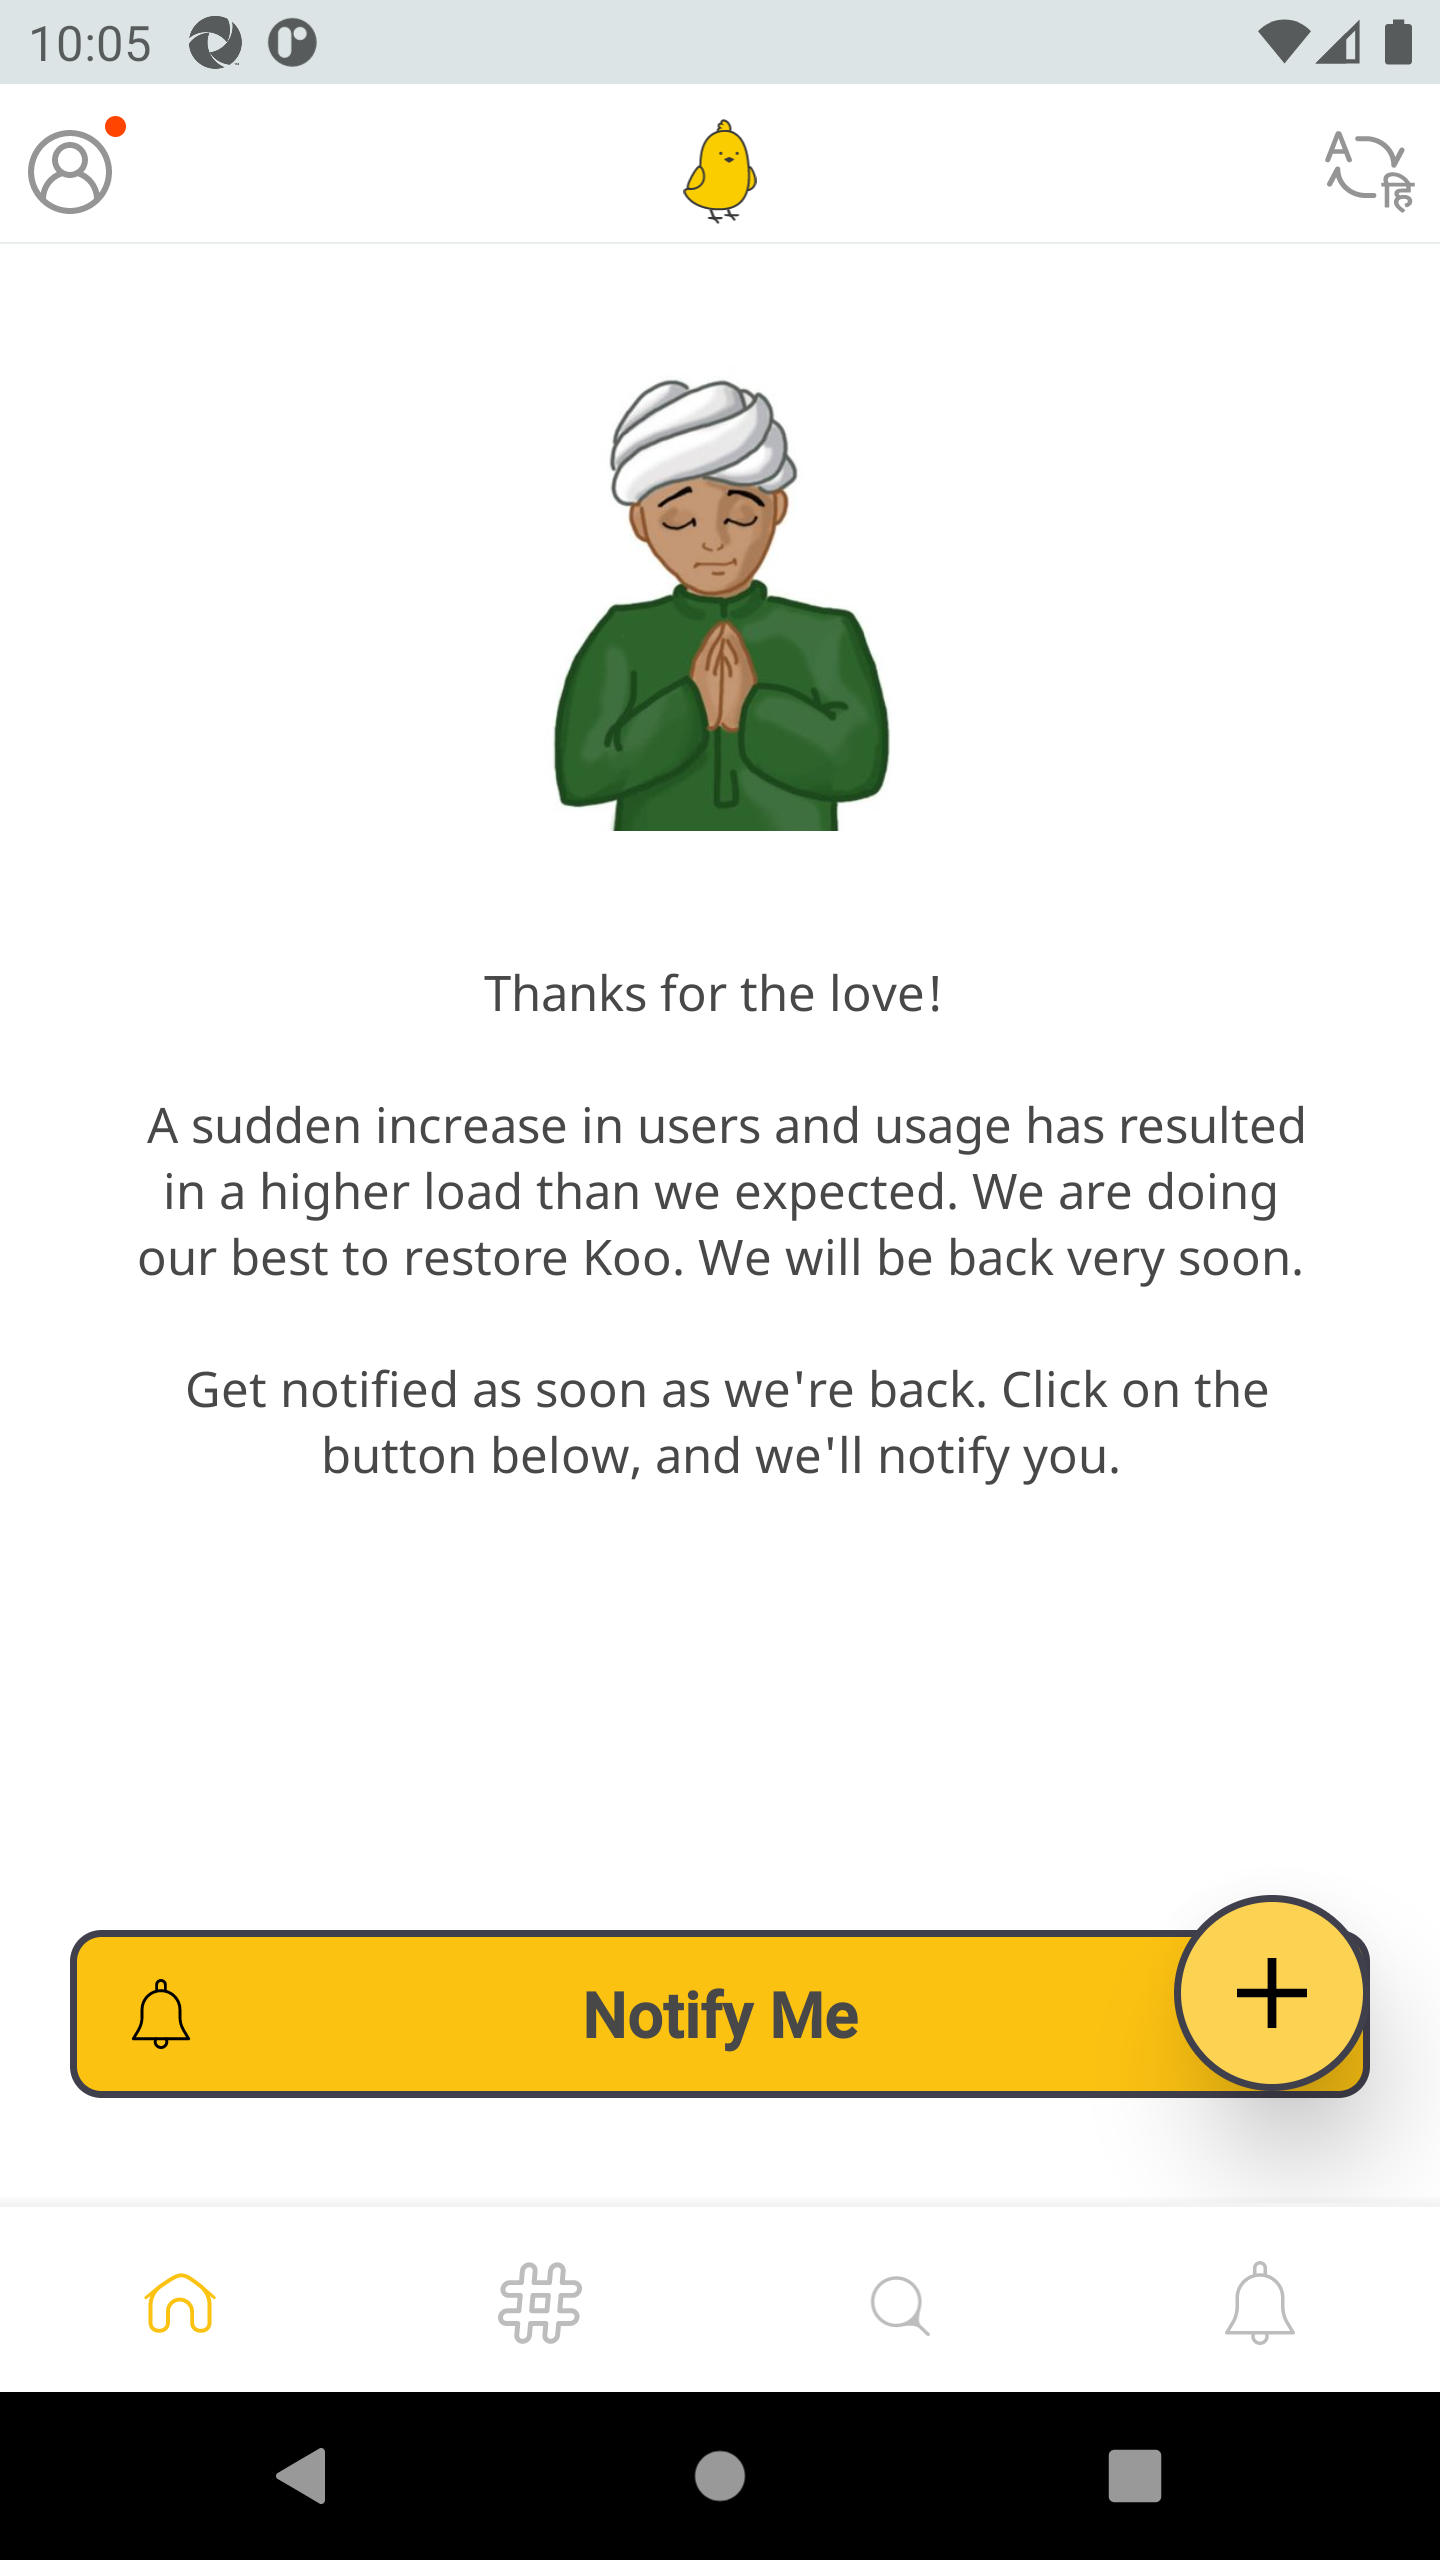 10:05
A
हि
Thanks for the love!
A sudden increase in users and usage has resulted
in a higher load than we expected. We are doing
our best to restore Koo. We will be back very soon.
Get notified as soon as we're back. Click on the
button below, and we'll notify you.
Notify Me